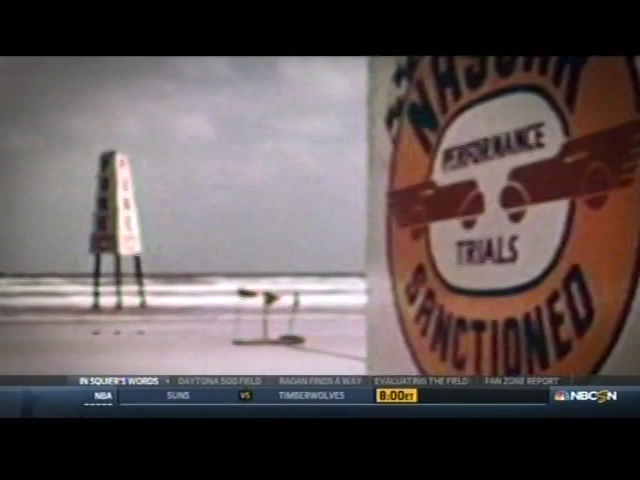 NASCAR
PERFORMANCE
TRIALS
SANCTIONED
IN SQUIER'S WORDS DAYTONA 500 FIELD RAGAN FINDS A WAY EVALUATING THE FIELD FAN ZONE REPORT
NBA SUNS VS TIMBERWOLVES 8:00ET NBCSN